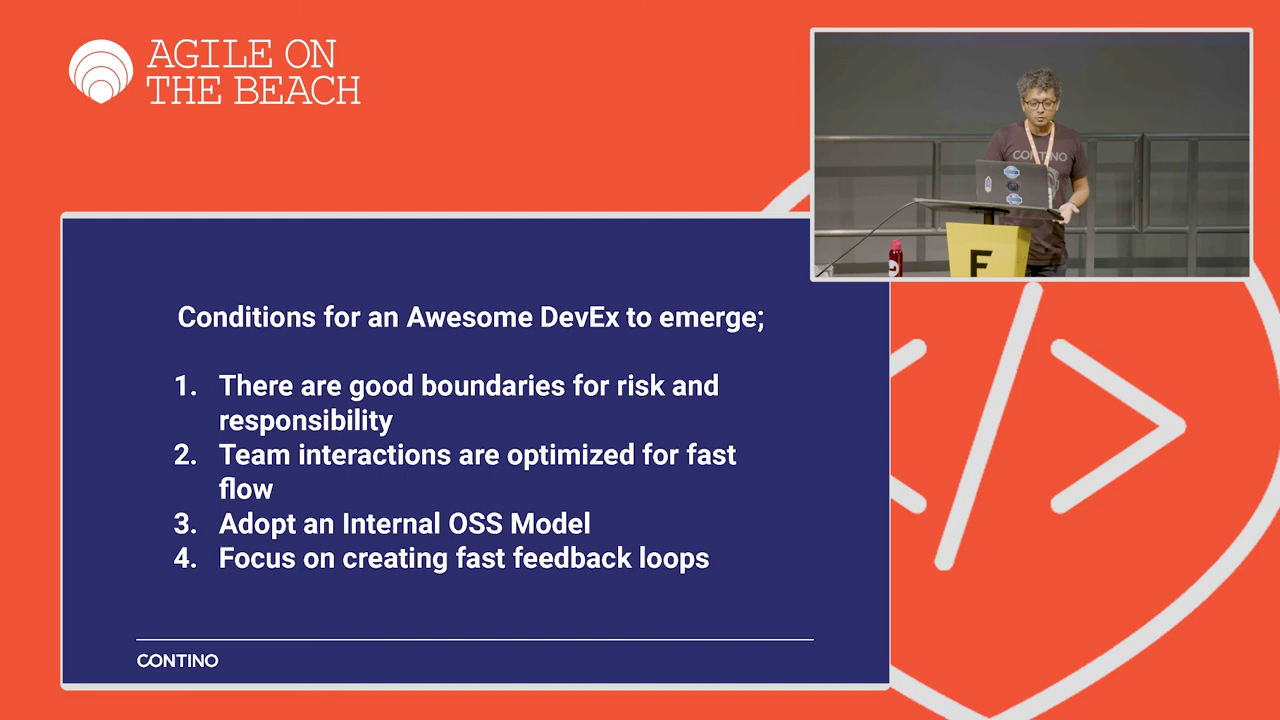 AGILE ON
THE BEACH
CONTINO
F
Conditions for an Awesome DevEx to emerge;
1. There are good boundaries for risk and
responsibility
2. Team interactions are optimized for fast
flow
3. Adopt an Internal OSS Model
4. Focus on creating fast feedback loops
CONTINO